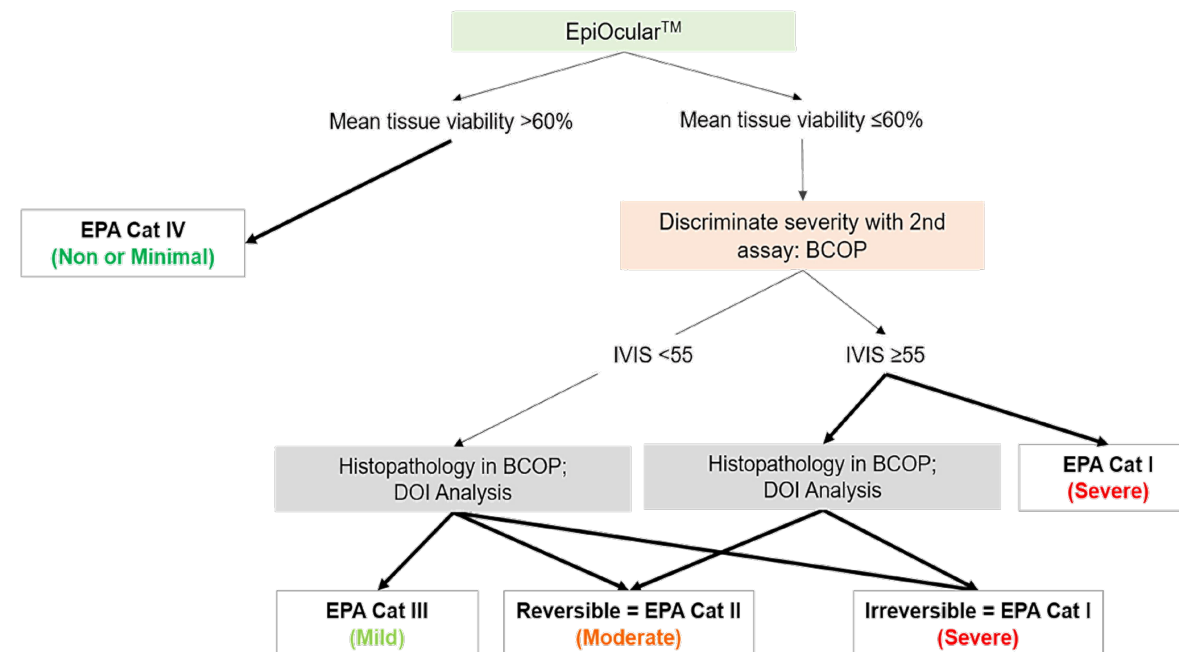 EpiOcular™
Mean tissue viability >60%
Mean tissue viability ≤60%
EPA Cat IV
(Non or Minimal)
Discriminate severity with 2nd
assay: BCOP
IVIS <55
IVIS ≥55
Histopathology in BCOP;
DOI Analysis
Histopathology in BCOP;
DOI Analysis
EPA Cat I
(Severe)
EPA Cat III
(Mild)
Reversible = EPA Cat II
(Moderate)
Irreversible = EPA Cat I
(Severe)